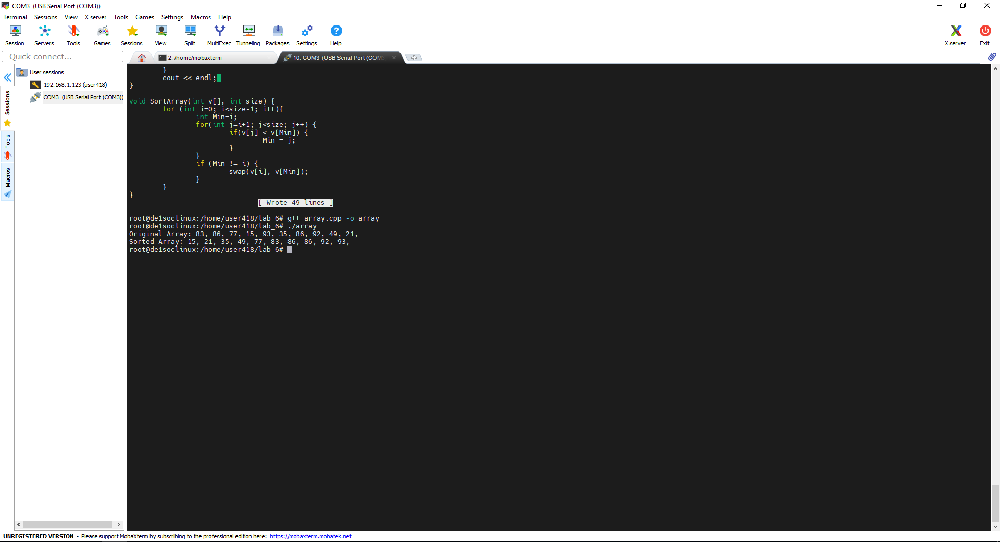 COM3  (USB Serial Port (COM3))
Terminal Sessions View X server Tools Games Settings Macros Help
Session Servers Tools Games Sessions View Split MultiExec Tunneling Packages Settings Help X server Exit
Quick connect...
2. /home/mobaxterm
10. COM3  (USB Serial Port (COM3
User sessions
192.168.1.123 (user418)
COM3  (USB Serial Port (COM3))
Sessions
Tools
Macros
        }
        cout << endl;
}
void SortArray(int v[], int size) {
        for (int i=0; i<size-1; i++){
                int Min=i;
                for(int j=i+1; j<size; j++) {
                        if(v[j] < v[Min]) {
                                Min = j;
                        }
                }
                if (Min != i) {
                        swap(v[i], v[Min]);
                }
        }
}
[ Wrote 49 lines ]
root@de1soclinux:/home/user418/lab_6# g++ array.cpp -o array
root@de1soclinux:/home/user418/lab_6# ./array
Original Array: 83, 86, 77, 15, 93, 35, 86, 92, 49, 21,
Sorted Array: 15, 21, 35, 49, 77, 83, 86, 86, 92, 93,
root@de1soclinux:/home/user418/lab_6#
UNREGISTERED VERSION  -  Please support MobaXterm by subscribing to the professional edition here:  https://mobaxterm.mobatek.net